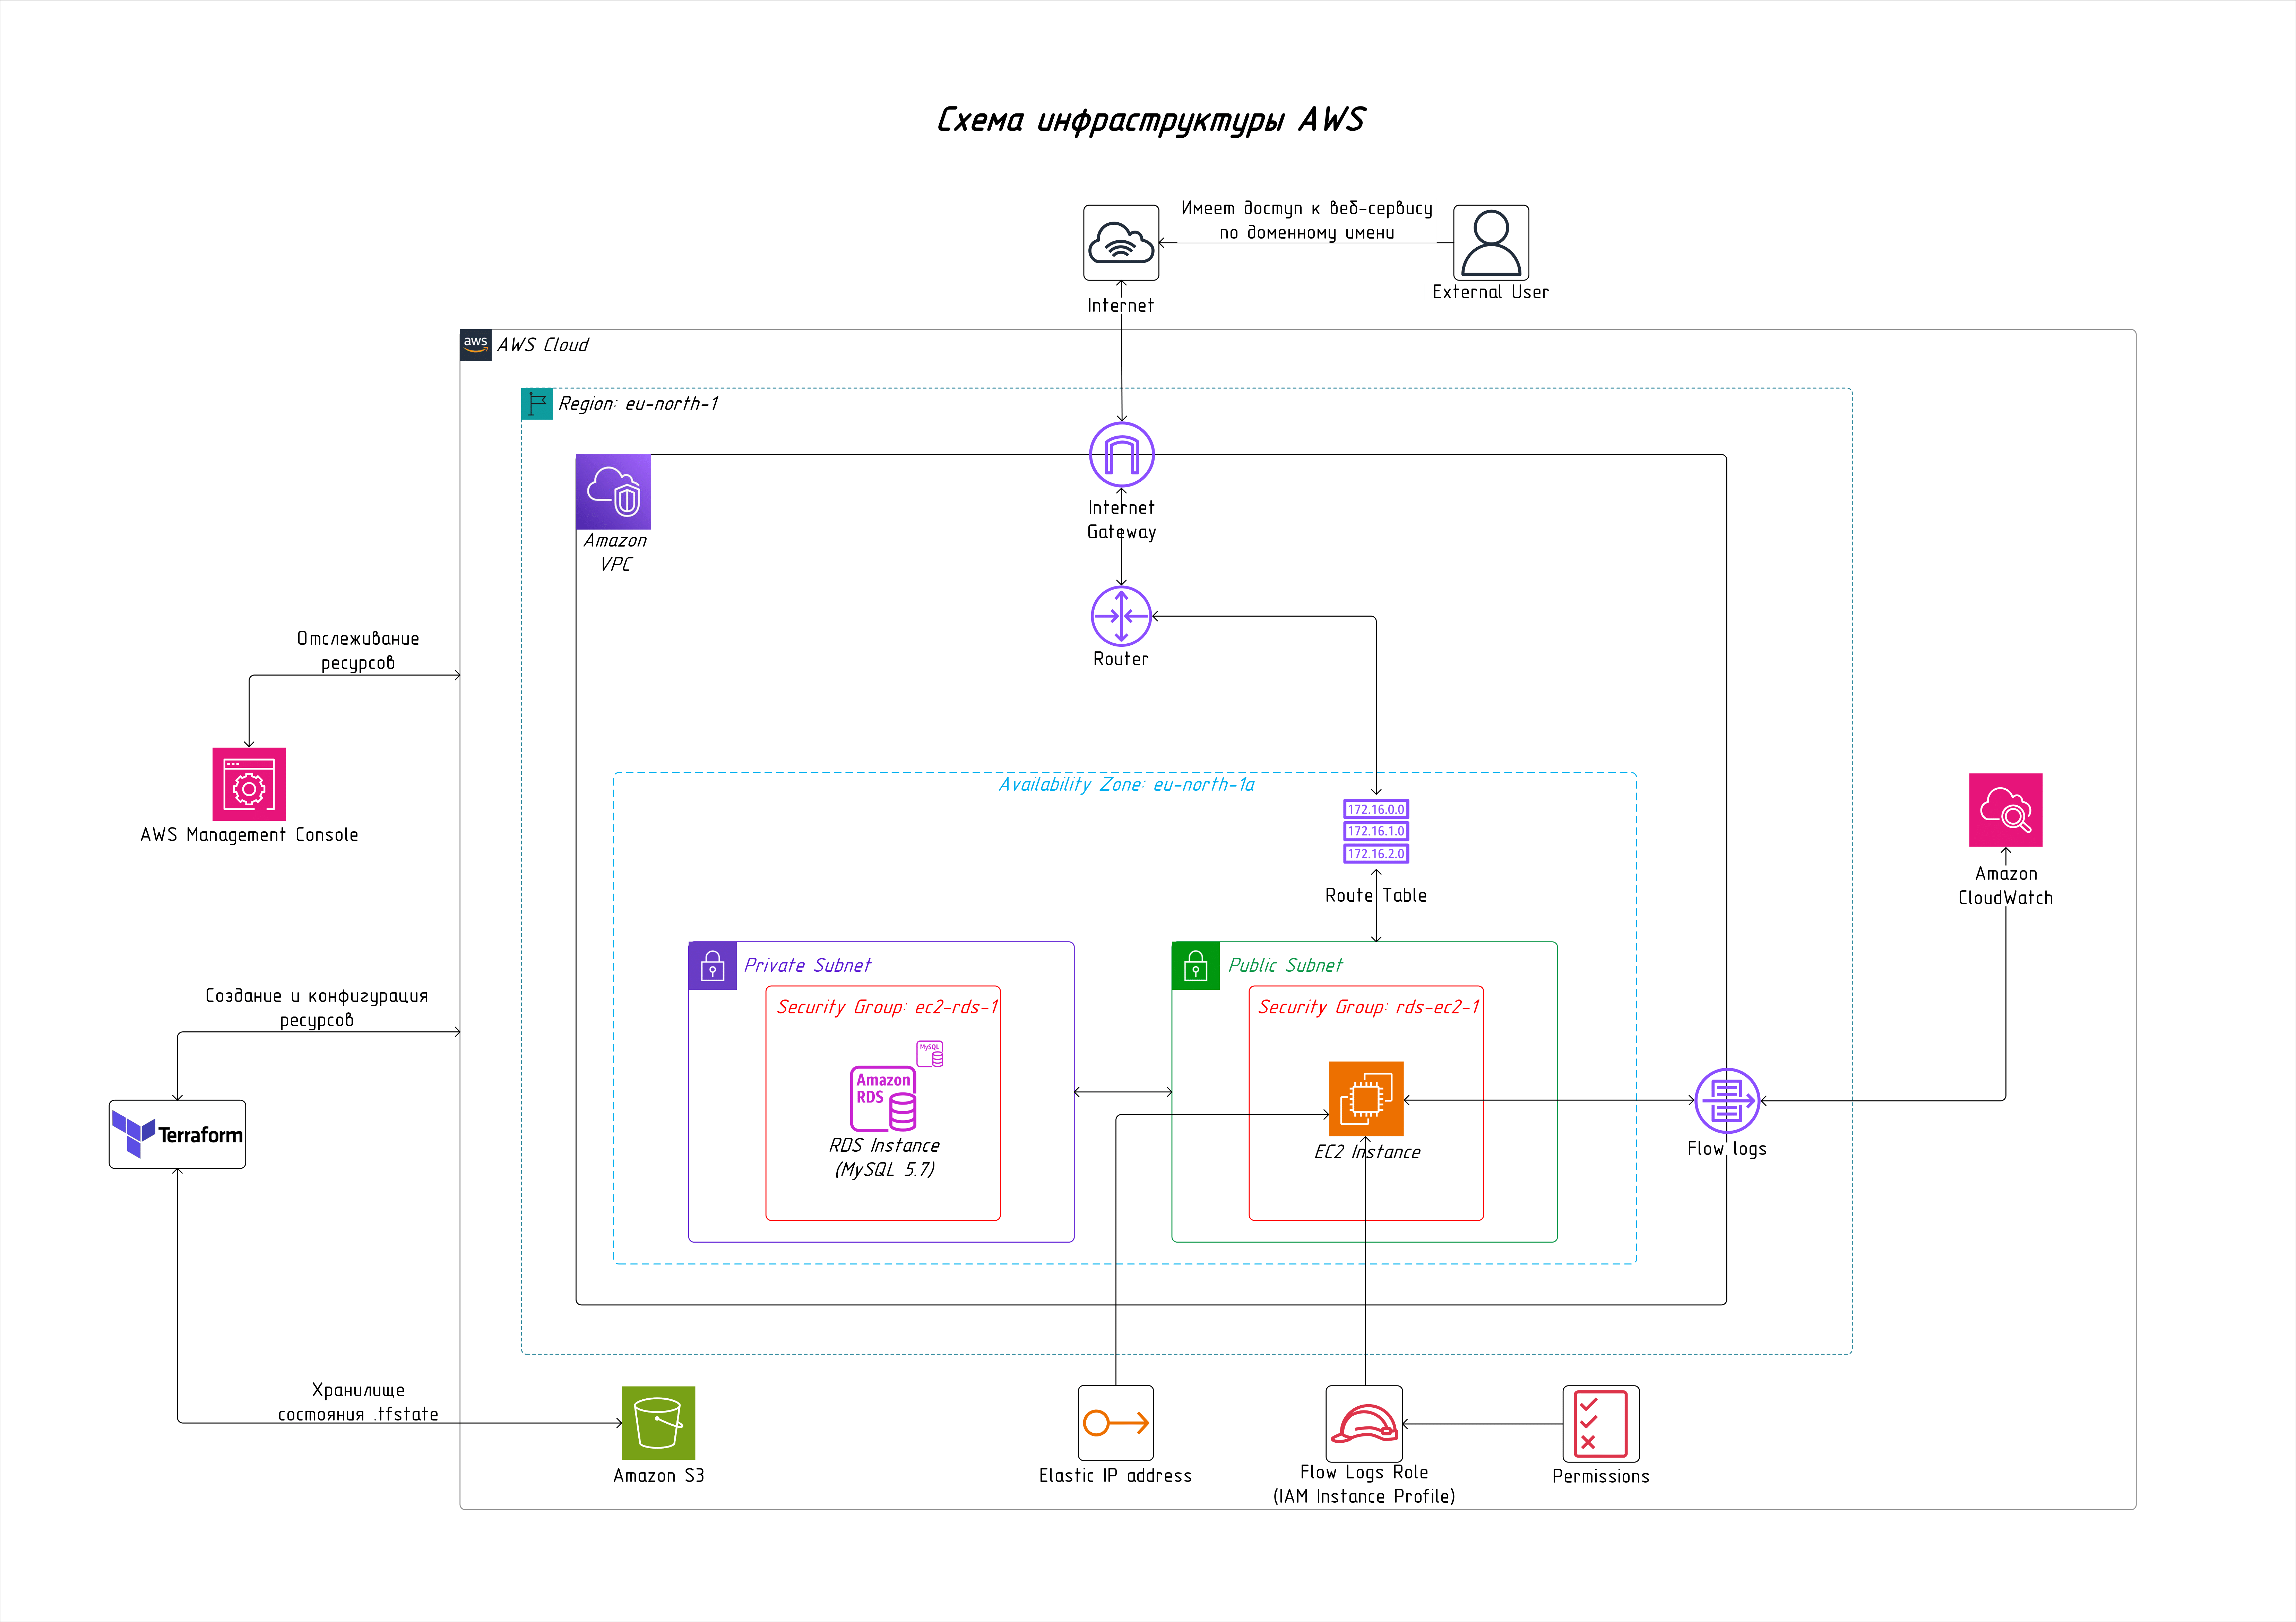 Схема инфраструктуры AWS
Имеет доступ к веб-сервису
по доменному имени
Internet
External User
aws
AWS Cloud
Region: eu-north-1
Amazon
VPC
Internet
Gateway
Router
Отслеживание
ресурсов
AWS Management Console
Availability Zone: eu-north-1a
172.16.0.0
172.16.1.0
172.16.2.0
Route Table
Amazon
CloudWatch
Private Subnet
Public Subnet
Security Group: ec2-rds-1
Security Group: rds-ec2-1
Создание и конфигурация
ресурсов
MySQL
Amazon
RDS
RDS Instance
(MySQL 5.7)
EC2 Instance
Flow logs
Terraform
Хранилище
состояния .tfstate
Amazon S3
Elastic IP address
Flow Logs Role
(IAM Instance Profile)
Permissions